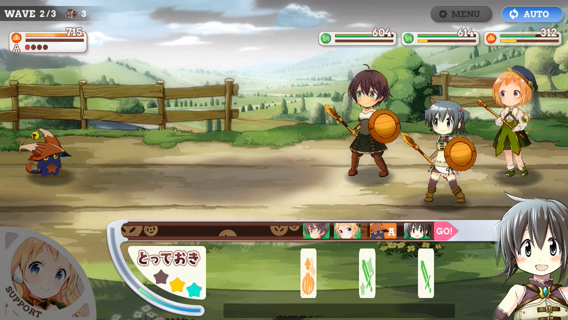 WAVE 2/3 3
MENU
AUTO
715
A
604
614
312
GO!
とっておき
SUPPORT